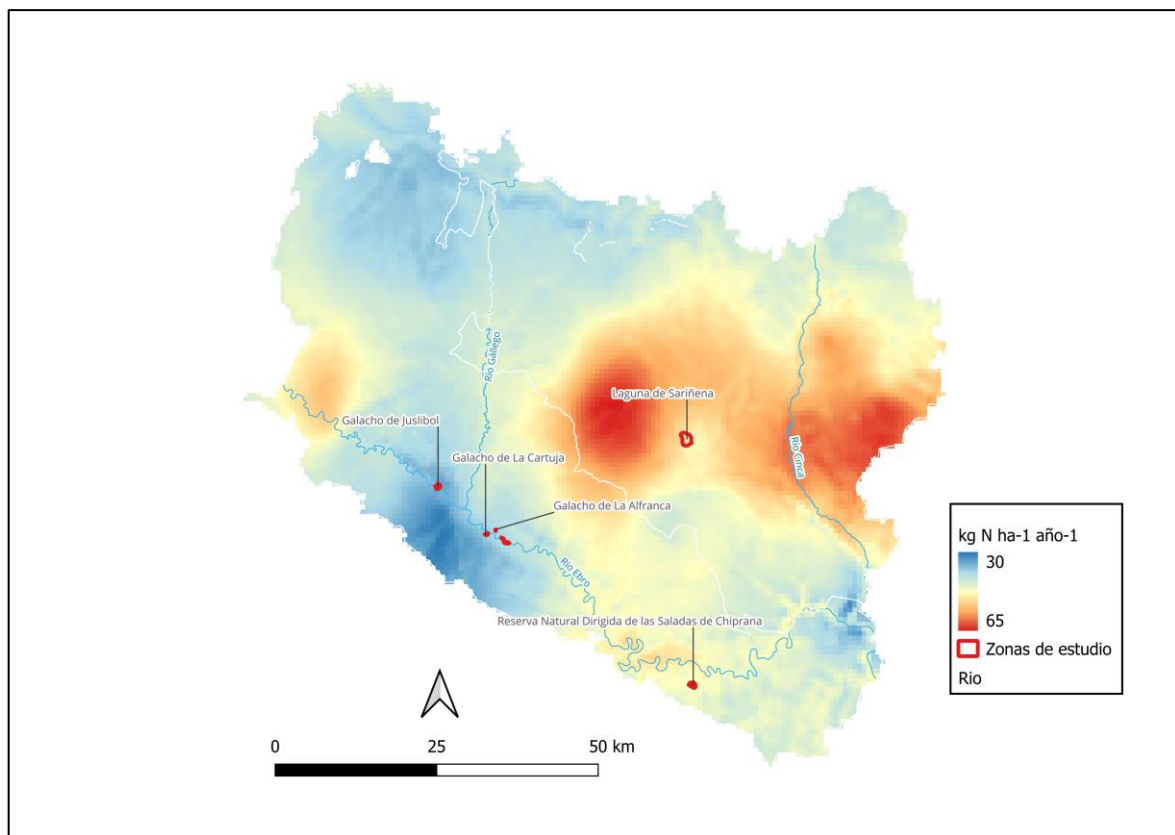 Río Gállego
Laguna de Sariñena
Galacho de Juslibol
Río Cinca
Galacho de La Cartuja
Galacho de La Alfranca
Río Ebro
Reserva Natural Dirigida de las Saladas de Chiprana
kg N ha-1 año-1
30
65
Zonas de estudio
Rio
0 25 50 km